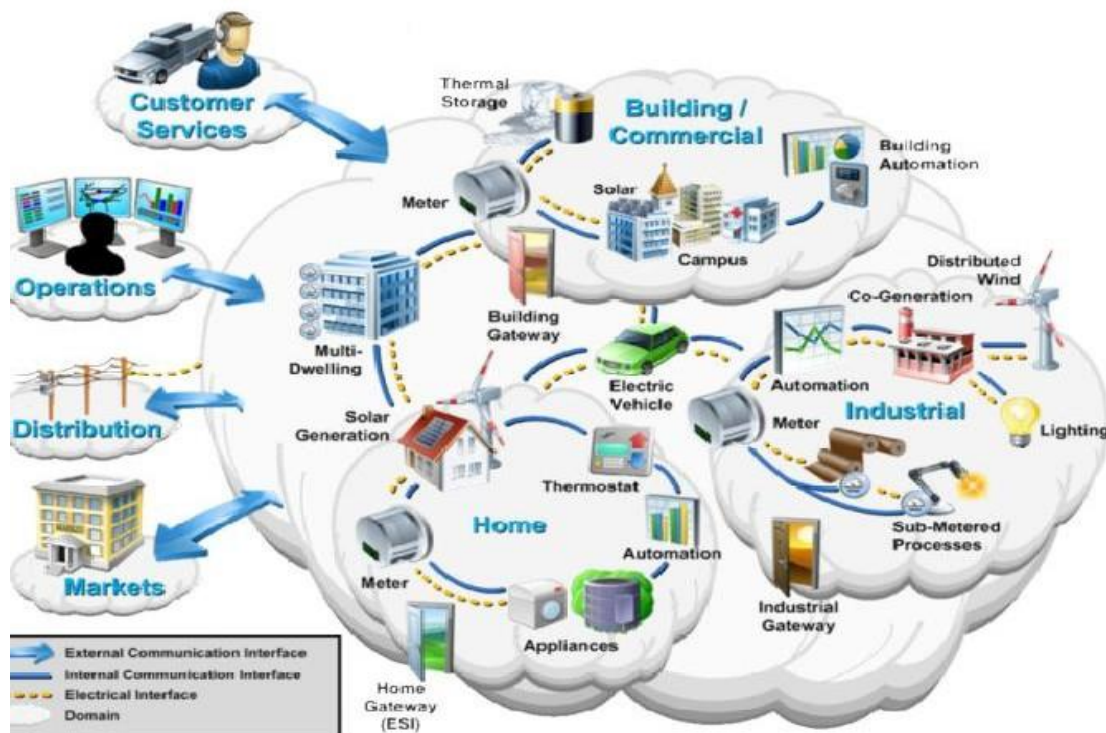 Customer
Services
Thermal
Storage
Building /
Commercial
Building
Automation
Meter
Solar
Campus
Operations
Building
Gateway
Distributed
Wind
Co-Generation
Multi-
Dwelling
Electric
Vehicle
Automation
Industrial
Distribution
Solar
Generation
Meter
Lighting
Thermostat
Home
Sub-Metered
Processes
Automation
Markets
Meter
Industrial
Gateway
Appliances
Home
Gateway
(ESI)
External Communication Interface
Internal Communication Interface
Electrical Interface
Domain